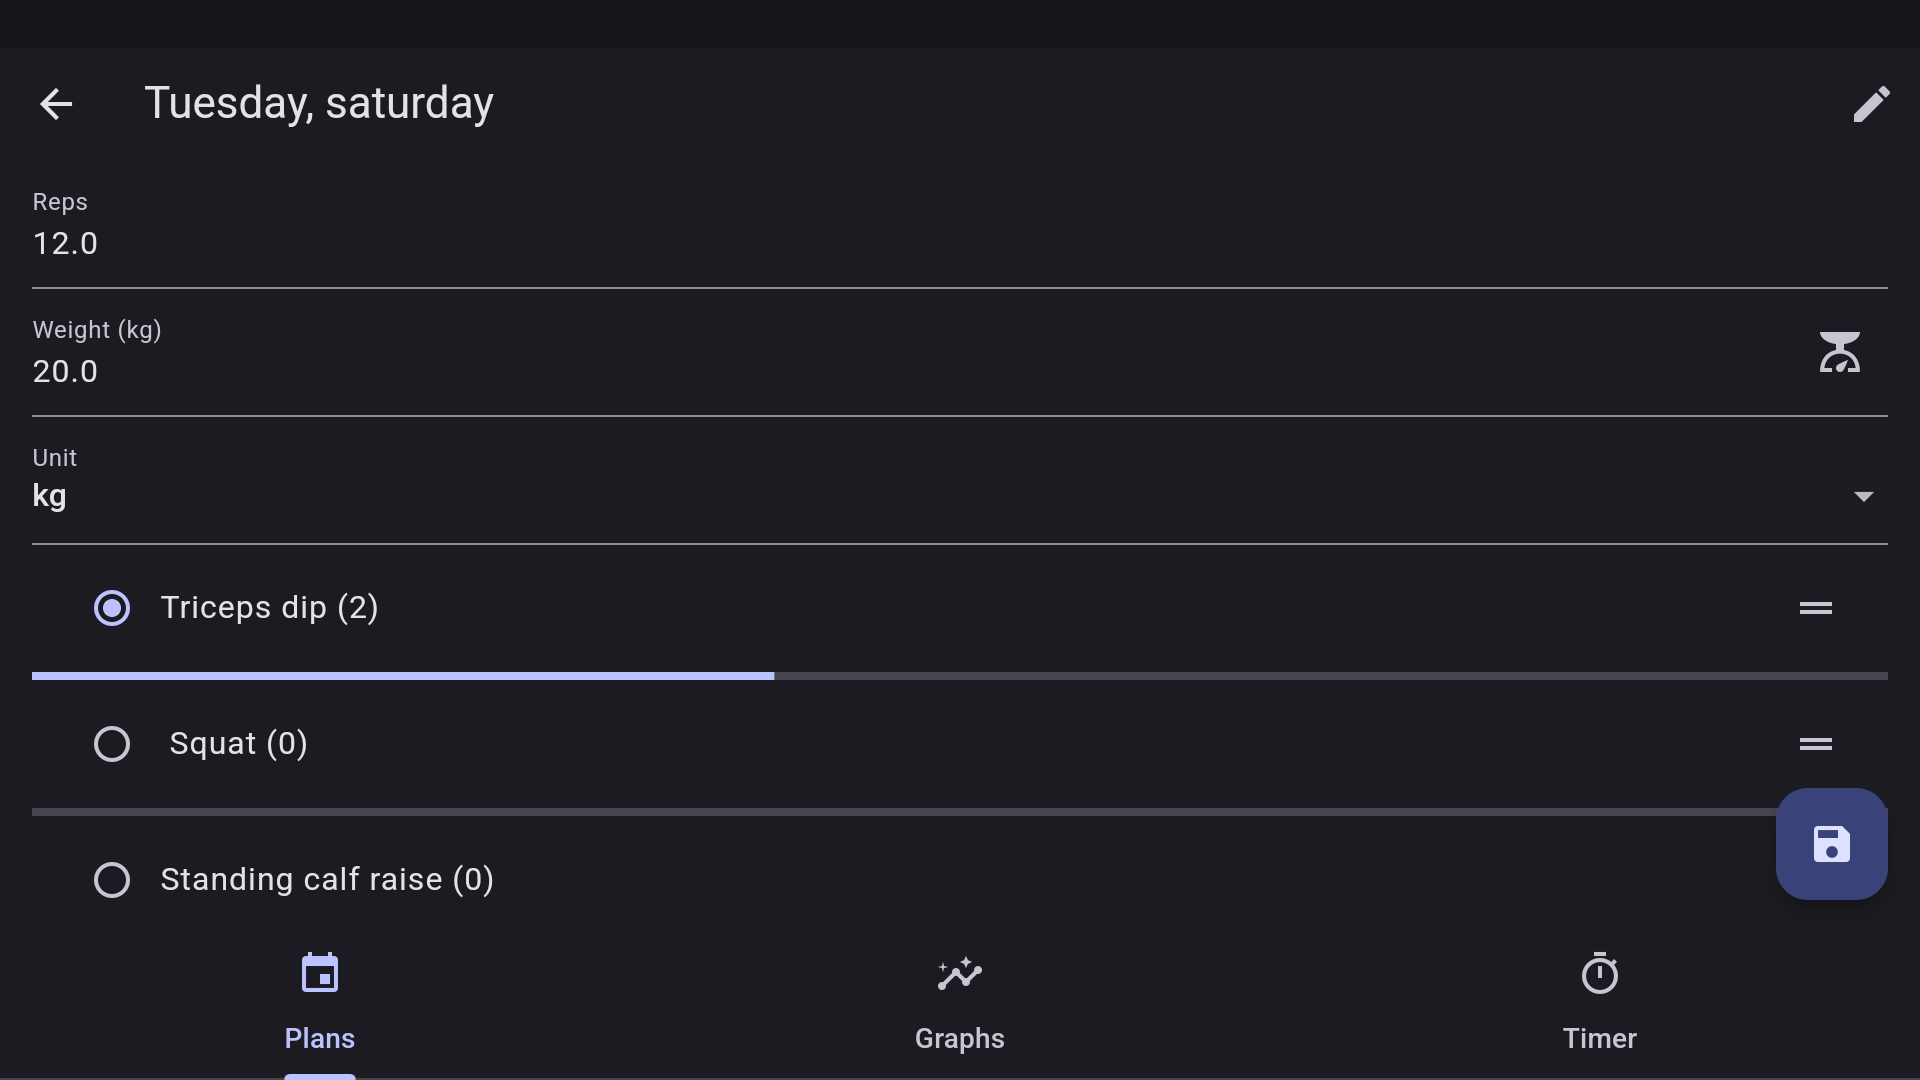 Tuesday, saturday
Reps
12.0
Weight (kg)
20.0
Unit
kg
Triceps dip (2)
Squat (0)
Standing calf raise (0)
Plans
Graphs
Timer